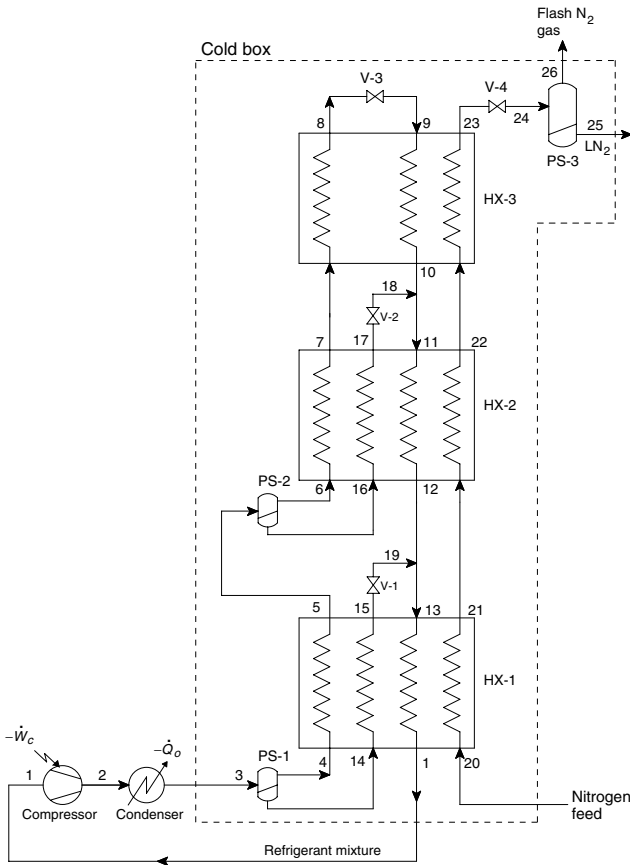 Flash N2
gas
Cold box
26
V-3
V-4
8
9
23
24
25
LN2
PS-3
HX-3
10
18
V-2
7
17
11
22
HX-2
PS-2
6
16
12
19
V-1
5
15
13
21
HX-1
−Ẇc
−Q̇o
PS-1
1
2
3
4
14
1
20
Compressor
Condenser
Nitrogen
feed
Refrigerant mixture